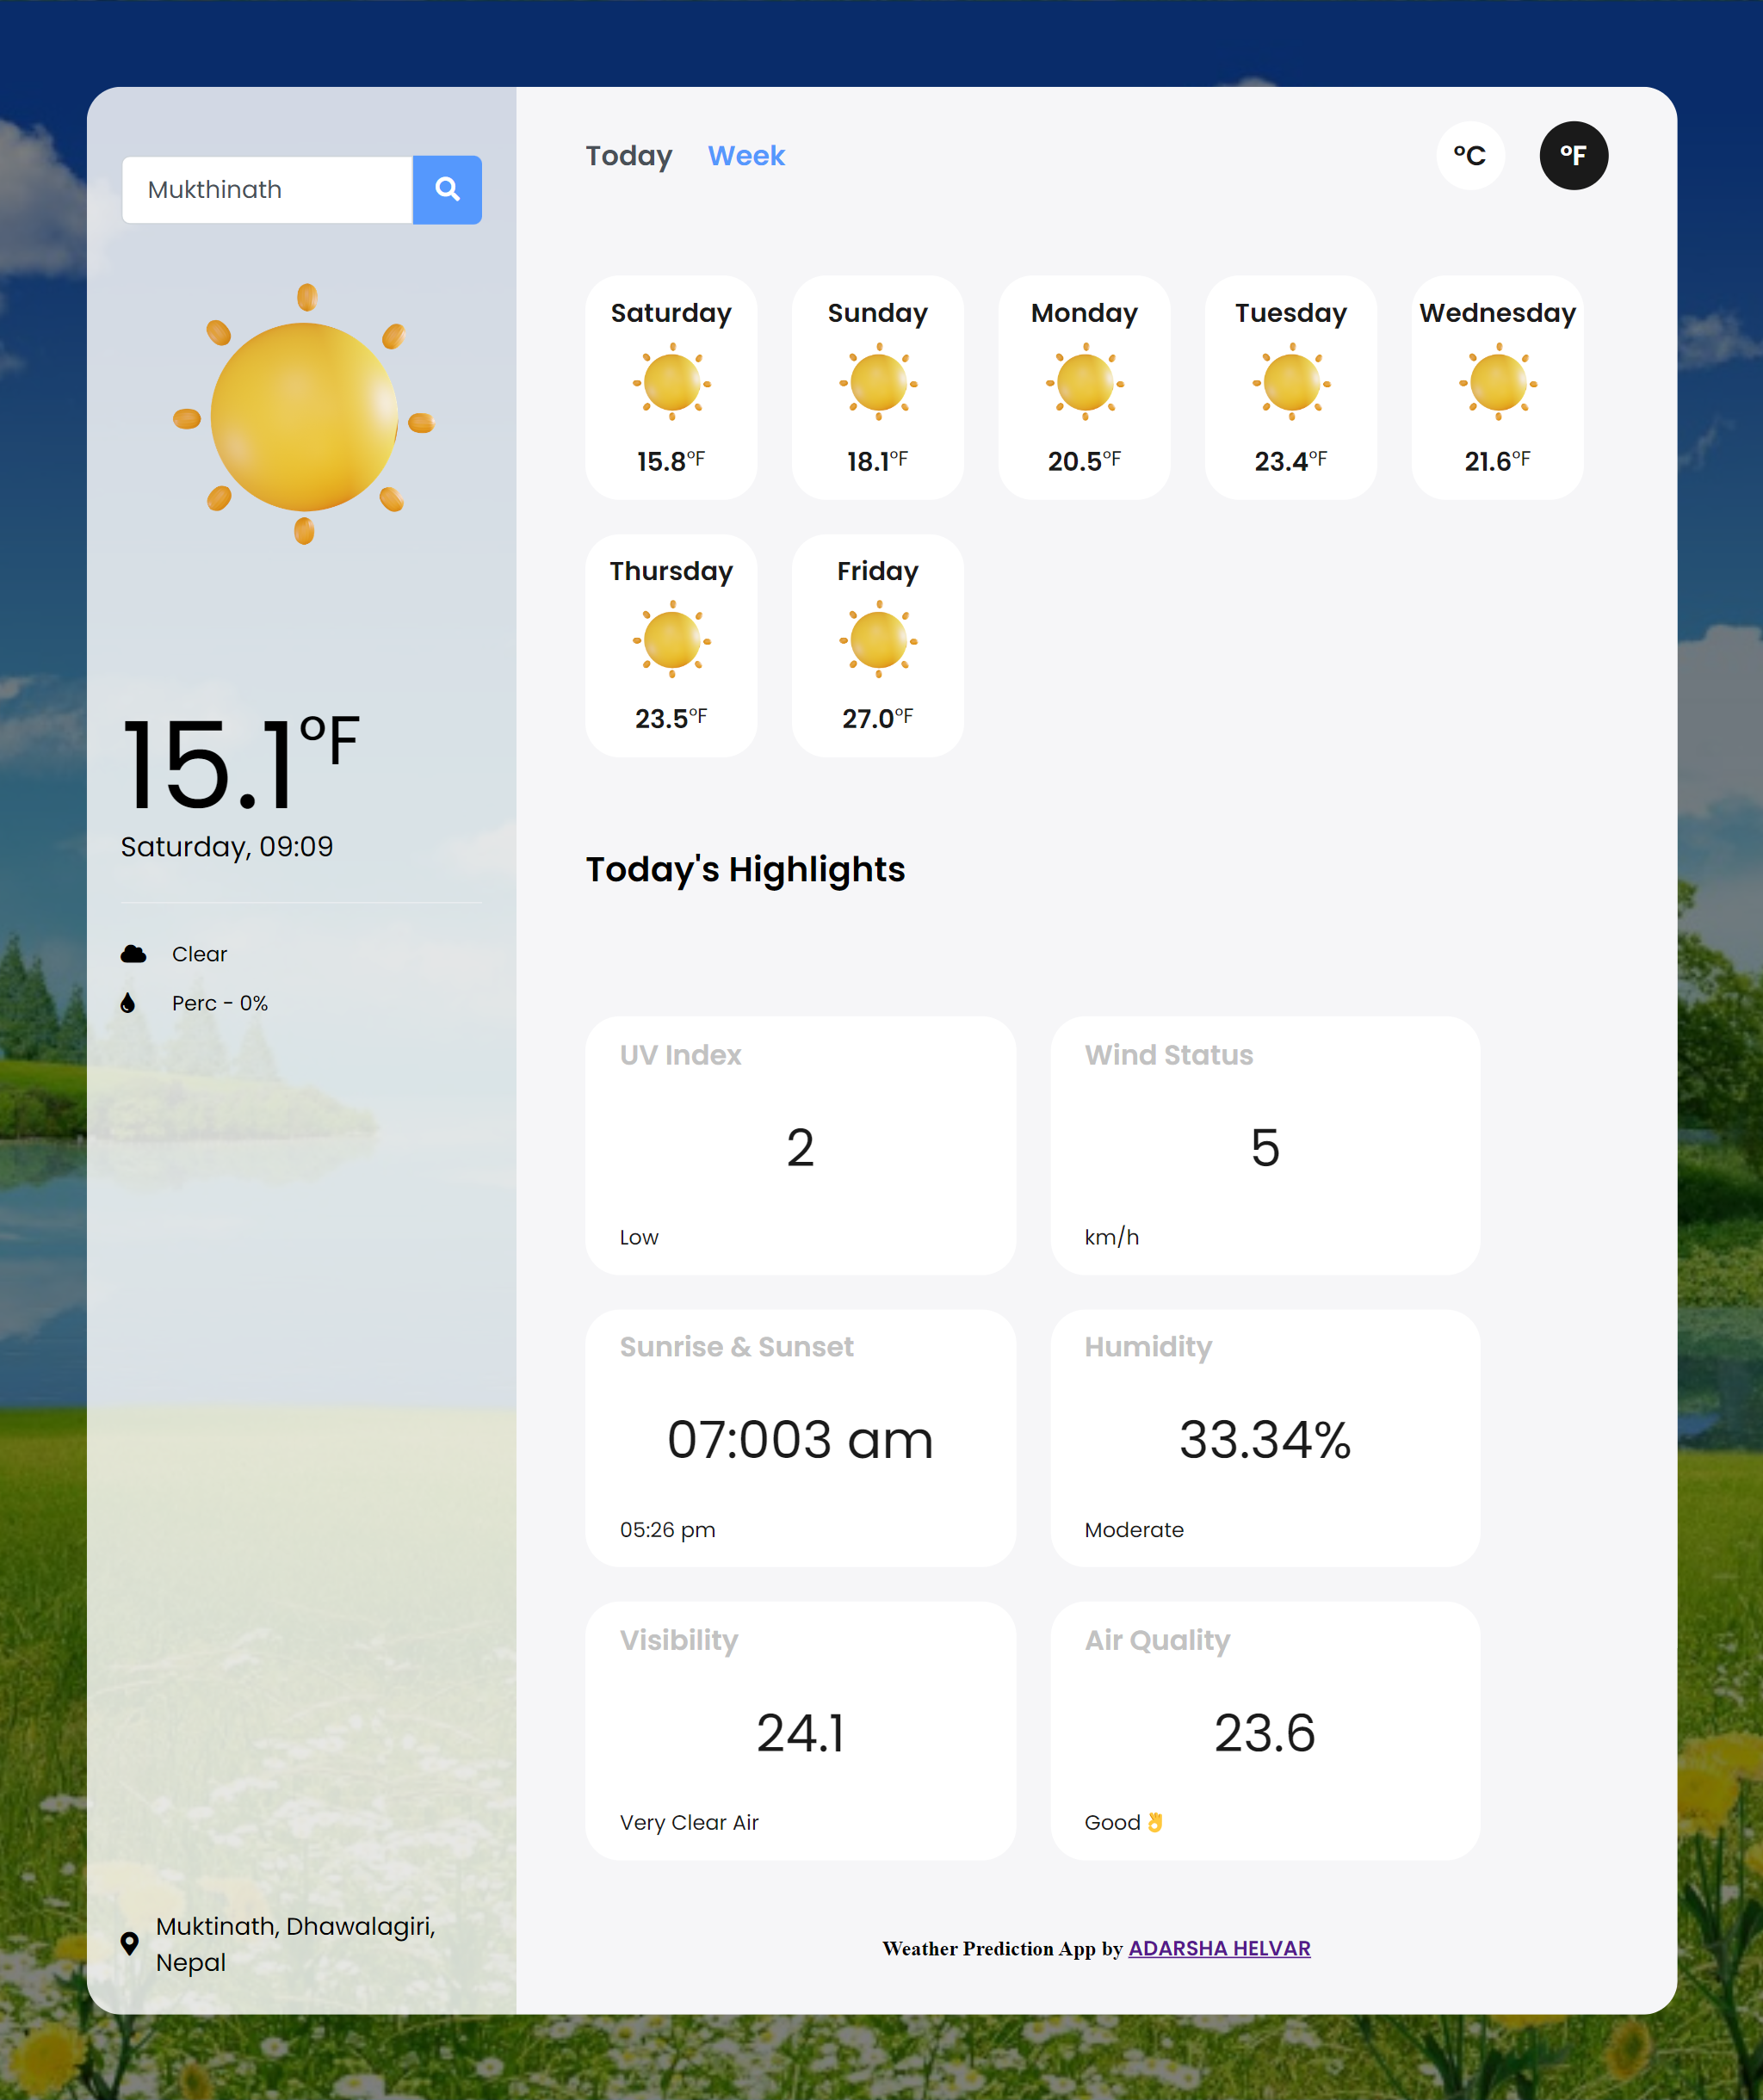 Mukthinath
15.1°F
Saturday, 09:09
Clear
Perc - 0%
Muktinath, Dhawalagiri,
Nepal
Today Week
°C °F
Saturday Sunday Monday Tuesday Wednesday
15.8°F 18.1°F 20.5°F 23.4°F 21.6°F
Thursday Friday
23.5°F 27.0°F
Today's Highlights
UV Index
2
Low
Wind Status
5
km/h
Sunrise & Sunset
07:003 am
05:26 pm
Humidity
33.34%
Moderate
Visibility
24.1
Very Clear Air
Air Quality
23.6
Good👌
Weather Prediction App by ADARSHA HELVAR